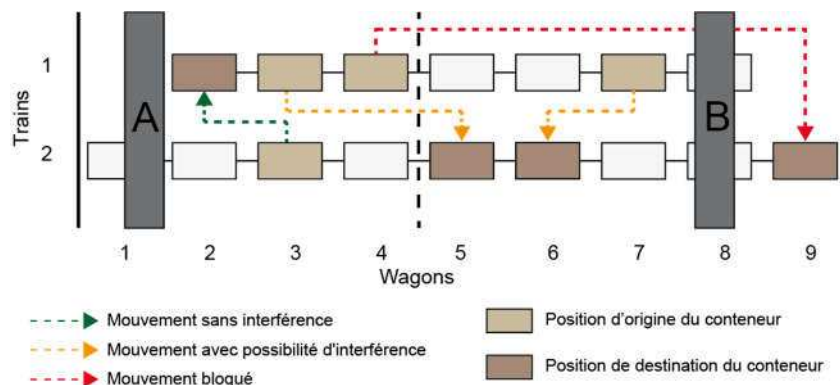 1
A
B
Trains
2
1 2 3 4 5 6 7 8 9
Wagons
Mouvement sans interférence
Mouvement avec possibilité d'interférence
Mouvement bloqué
Position d'origine du conteneur
Position de destination du conteneur